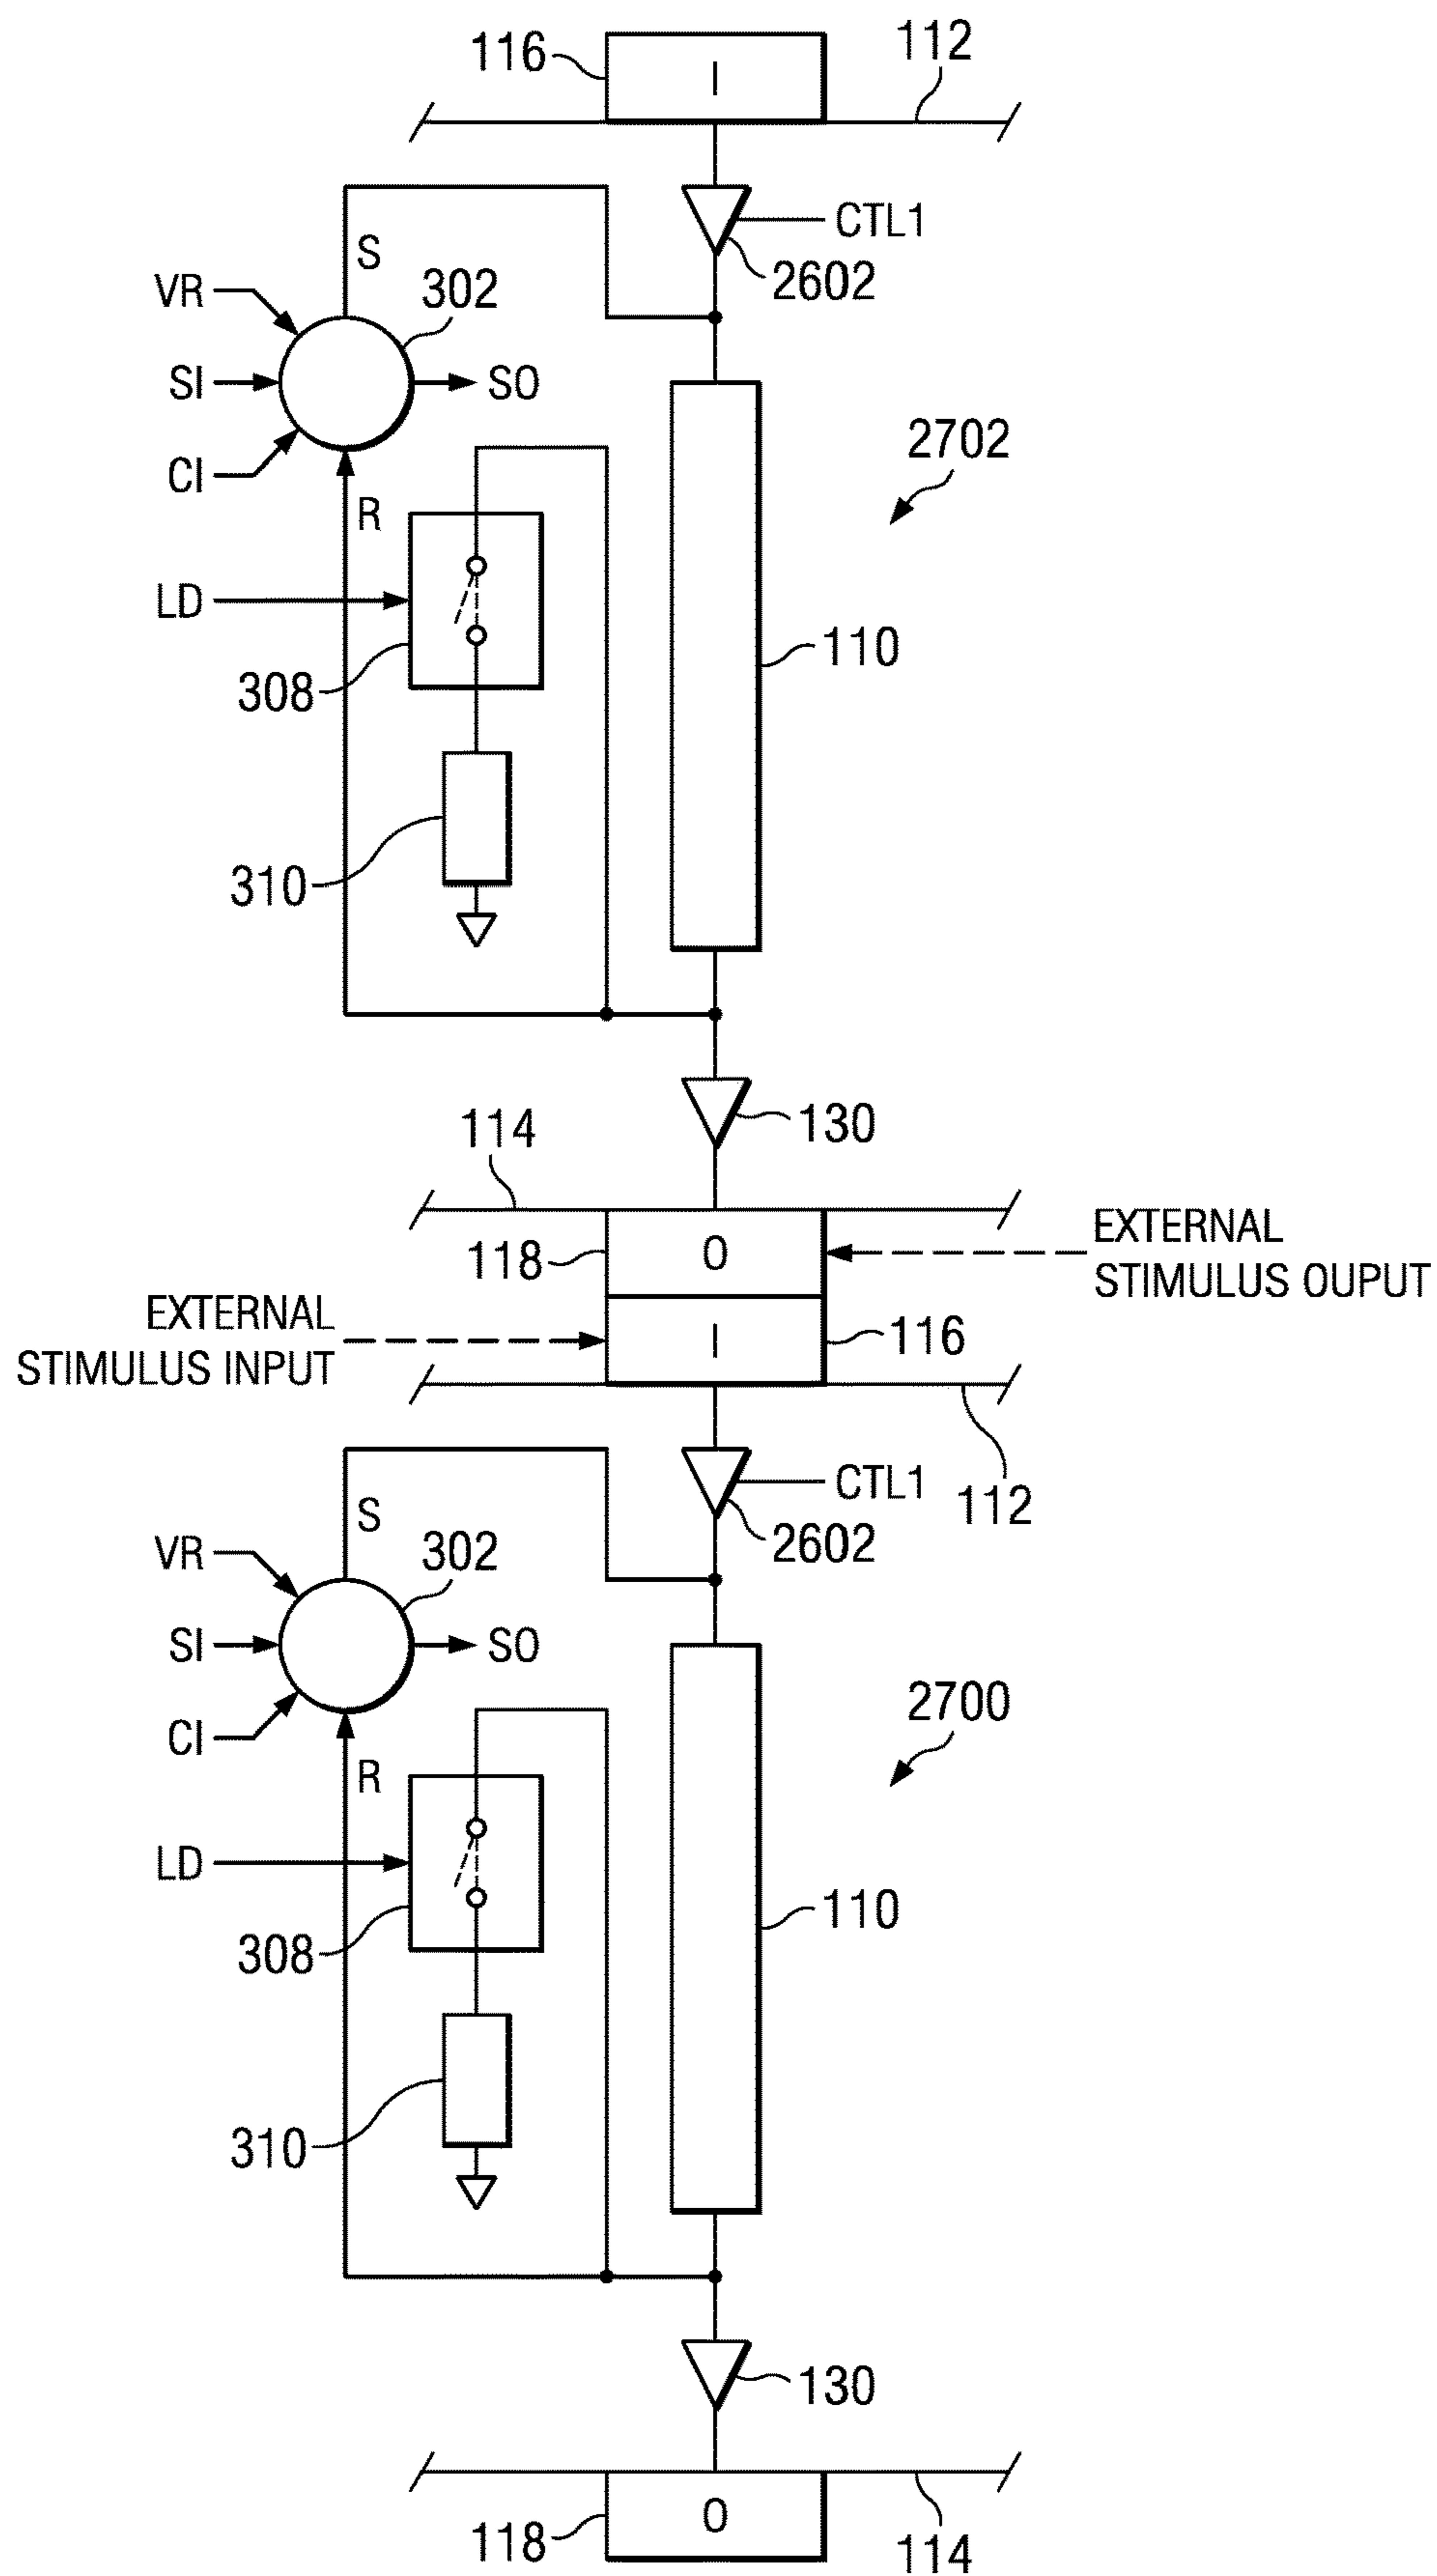 116
I
112
CTL1
2602
S
302
VR
SI
SO
CI
R
2702
LD
308
110
310
130
114
118
O
EXTERNAL
STIMULUS OUPUT
EXTERNAL
STIMULUS INPUT
I
116
112
CTL1
2602
S
302
VR
SI
SO
CI
R
2700
LD
308
110
310
130
118
O
114